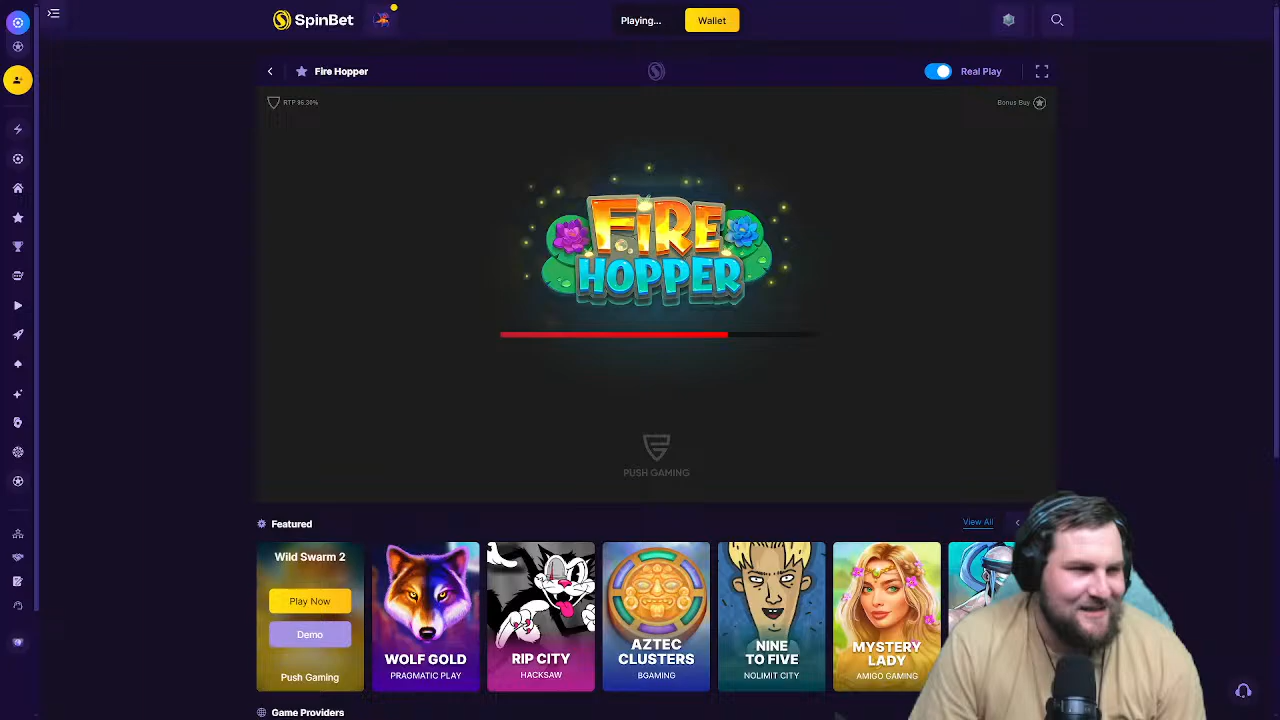 SpinBet
Playing...
Wallet
Fire Hopper
Real Play
RTP 96.30%
Bonus Buy
FIRE
HOPPER
PUSH GAMING
Featured
View All
Wild Swarm 2
Play Now
Demo
Push Gaming
WOLF GOLD
PRAGMATIC PLAY
RIP CITY
HACKSAW
AZTEC
CLUSTERS
BGAMING
NINE
TO FIVE
NOLIMIT CITY
MYSTERY
LADY
AMIGO GAMING
Game Providers